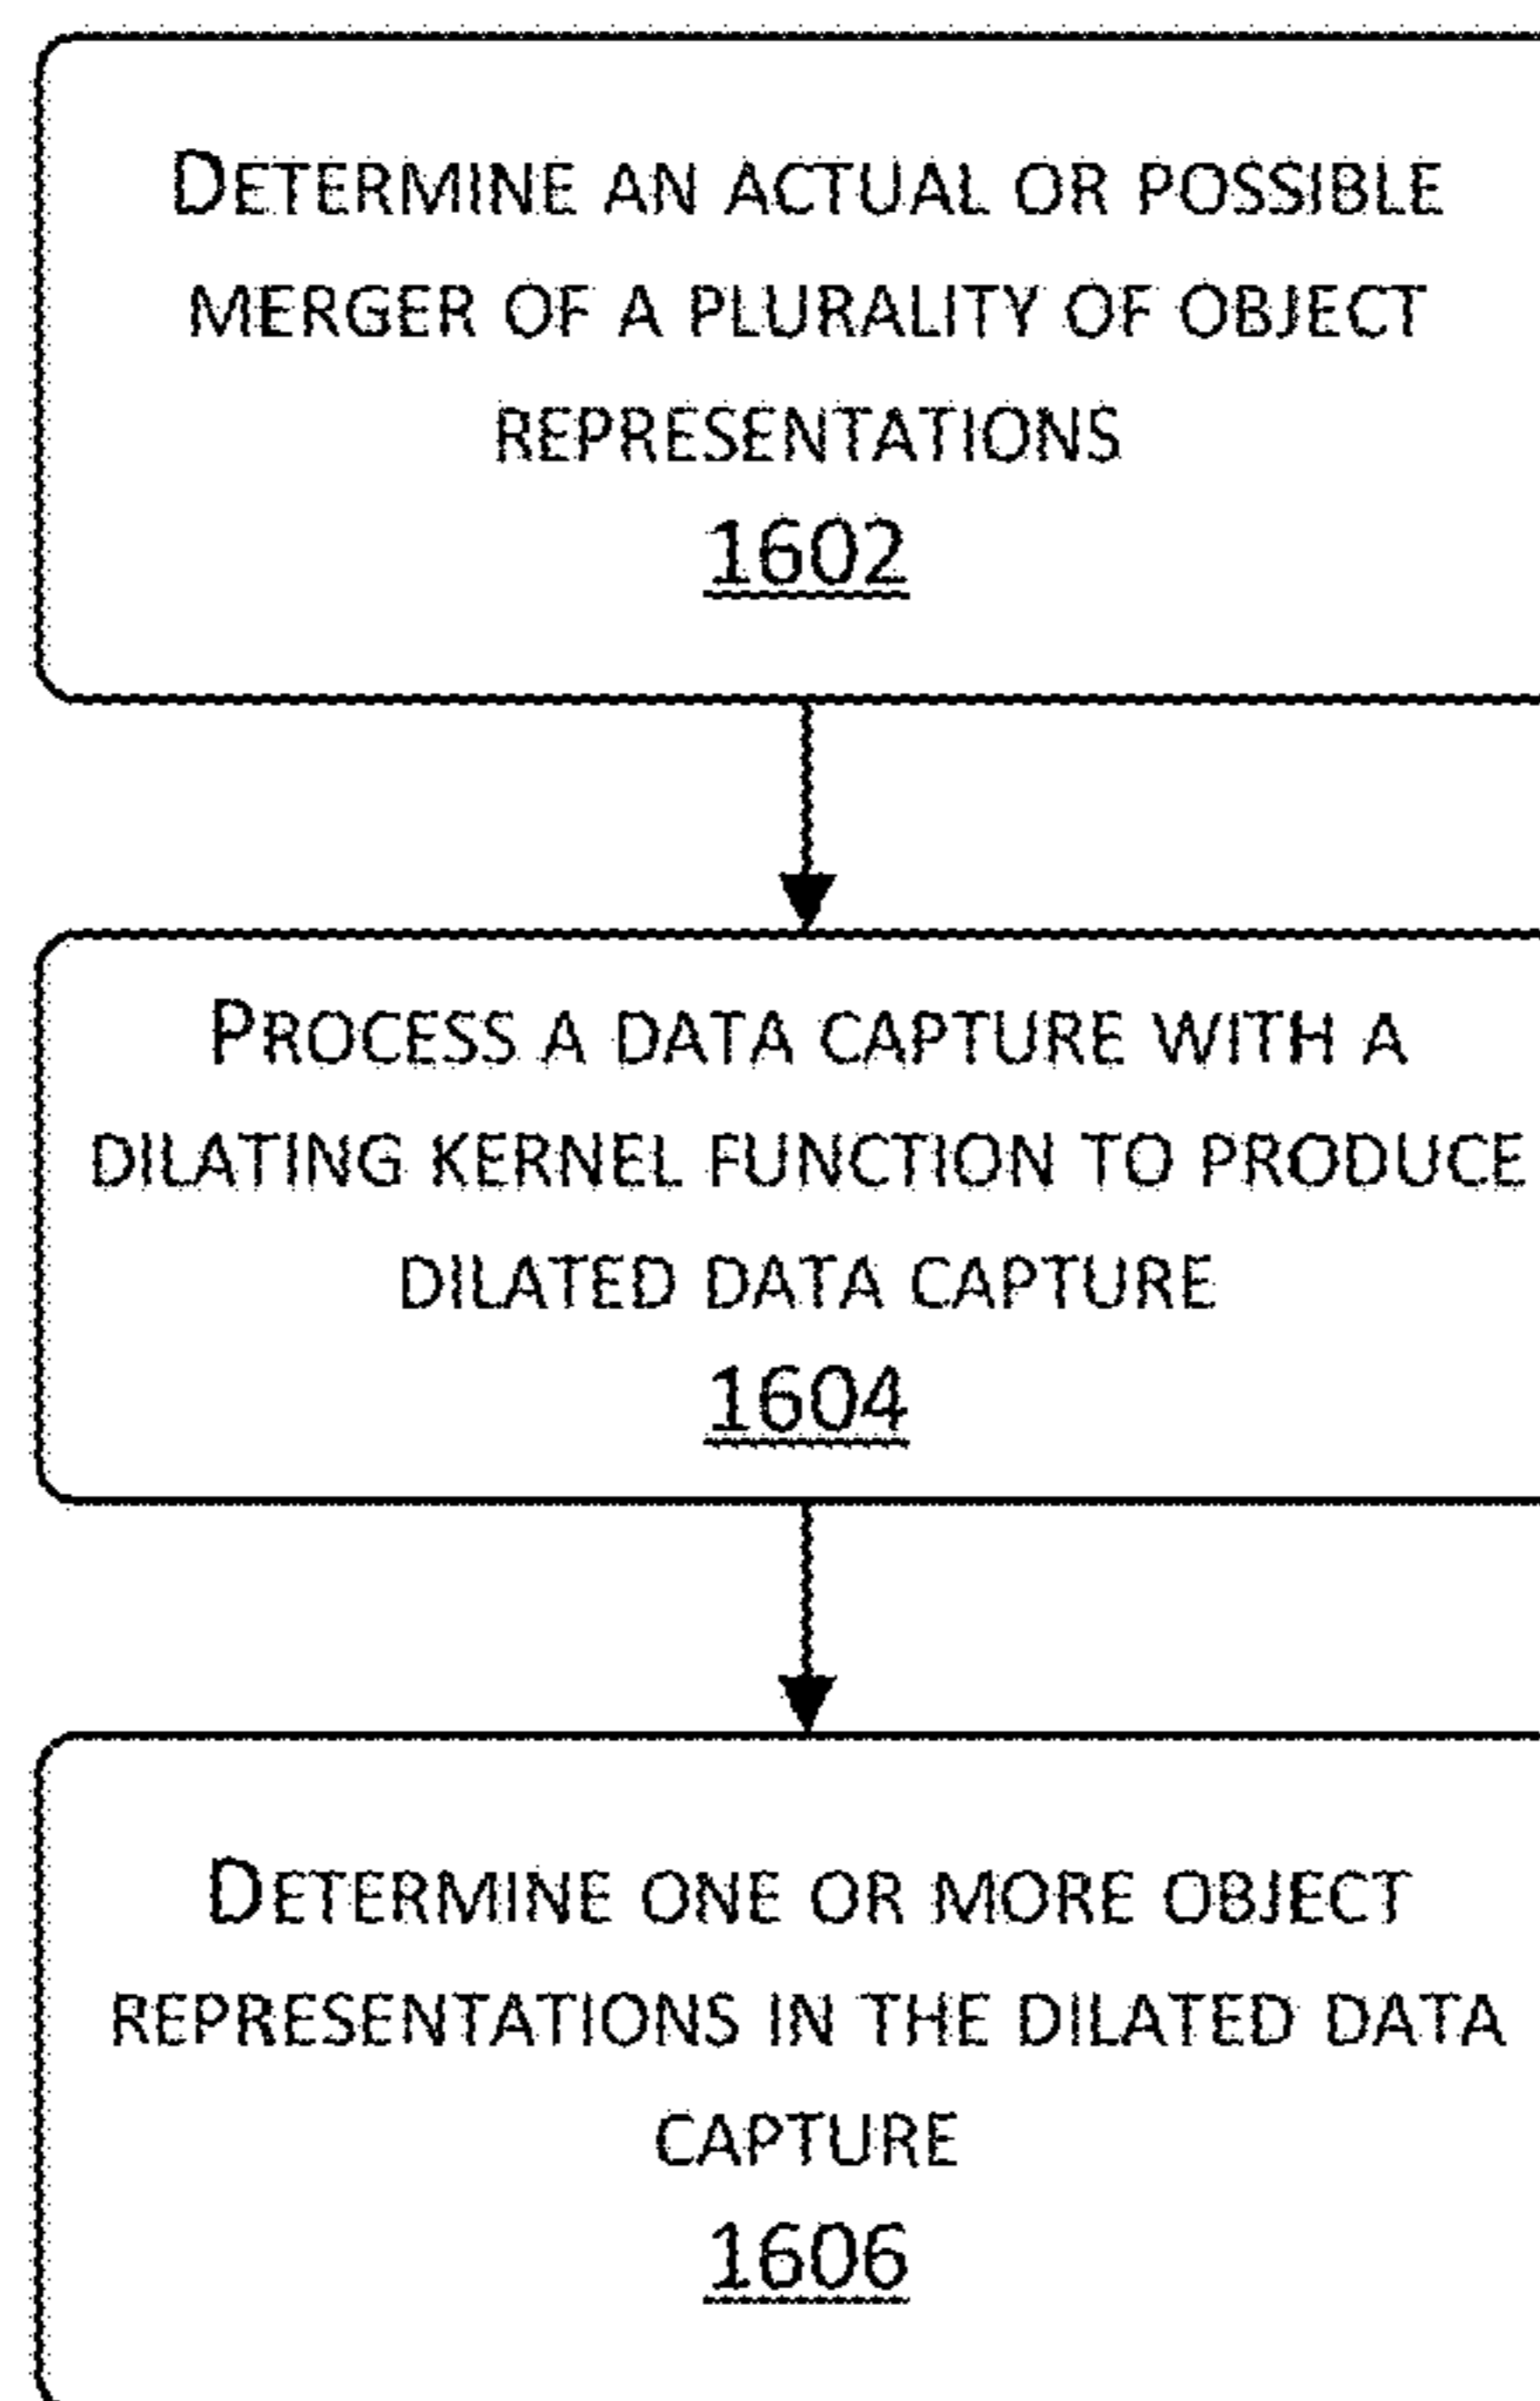 DETERMINE AN ACTUAL OR POSSIBLE
MERGER OF A PLURALITY OF OBJECT
REPRESENTATIONS
1602
PROCESS A DATA CAPTURE WITH A
DILATING KERNEL FUNCTION TO PRODUCE
DILATED DATA CAPTURE
1604
DETERMINE ONE OR MORE OBJECT
REPRESENTATIONS IN THE DILATED DATA
CAPTURE
1606